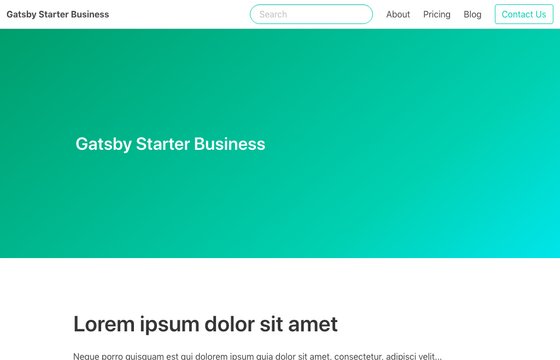 Gatsby Starter Business
Search
About
Pricing
Blog
Contact Us
Gatsby Starter Business
Lorem ipsum dolor sit amet
Neque porro quisquam est qui dolorem ipsum quia dolor sit amet, consectetur, adipisci velit...